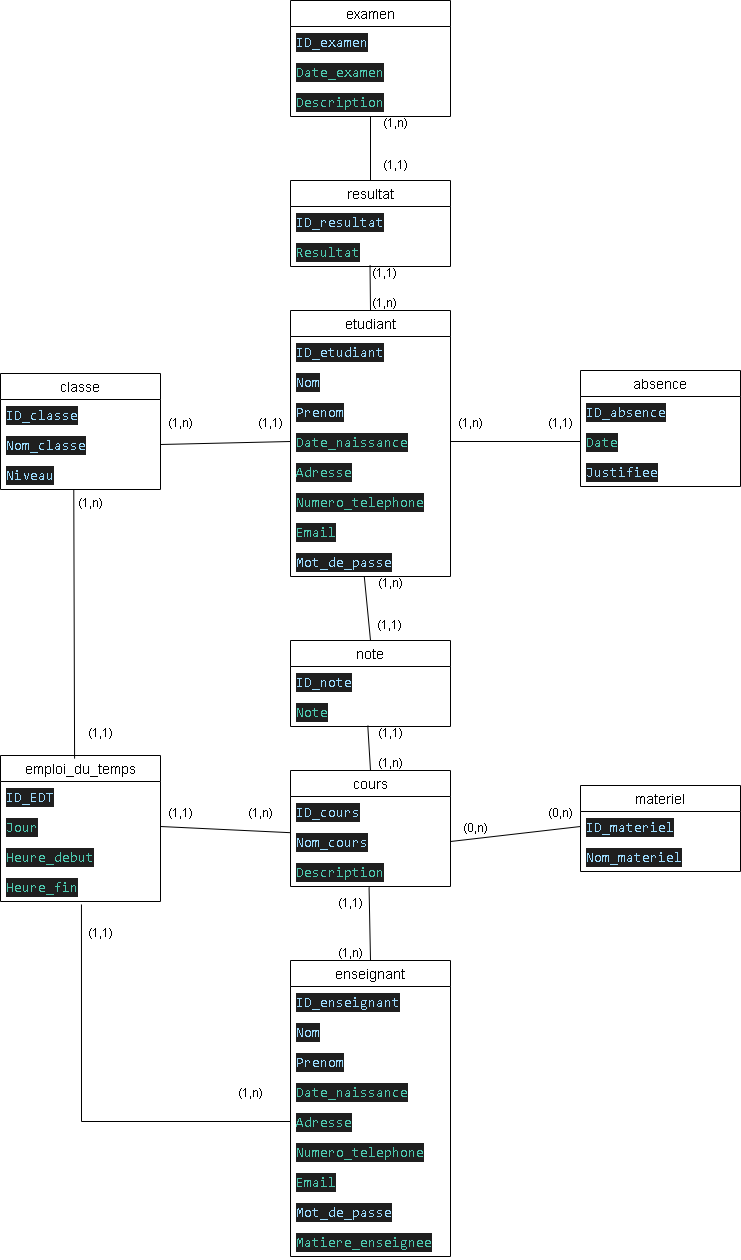 examen
ID_examen
Date_examen
Description
(1,n)
(1,1)
resultat
ID_resultat
Resultat
(1,1)
(1,n)
etudiant
ID_etudiant
Nom
Prenom
Date_naissance
Adresse
Numero_telephone
Email
Mot_de_passe
classe
ID_classe
Nom_classe
Niveau
(1,n)
(1,1)
(1,n)
(1,1)
absence
ID_absence
Date
Justifiee
(1,n)
(1,n)
(1,1)
note
ID_note
Note
(1,1)
(1,n)
(1,1)
emploi_du_temps
ID_EDT
Jour
Heure_debut
Heure_fin
(1,1)
(1,n)
cours
ID_cours
Nom_cours
Description
(0,n)
(0,n)
materiel
ID_materiel
Nom_materiel
(1,1)
(1,n)
(1,1)
(1,n)
enseignant
ID_enseignant
Nom
Prenom
Date_naissance
Adresse
Numero_telephone
Email
Mot_de_passe
Matiere_enseignee